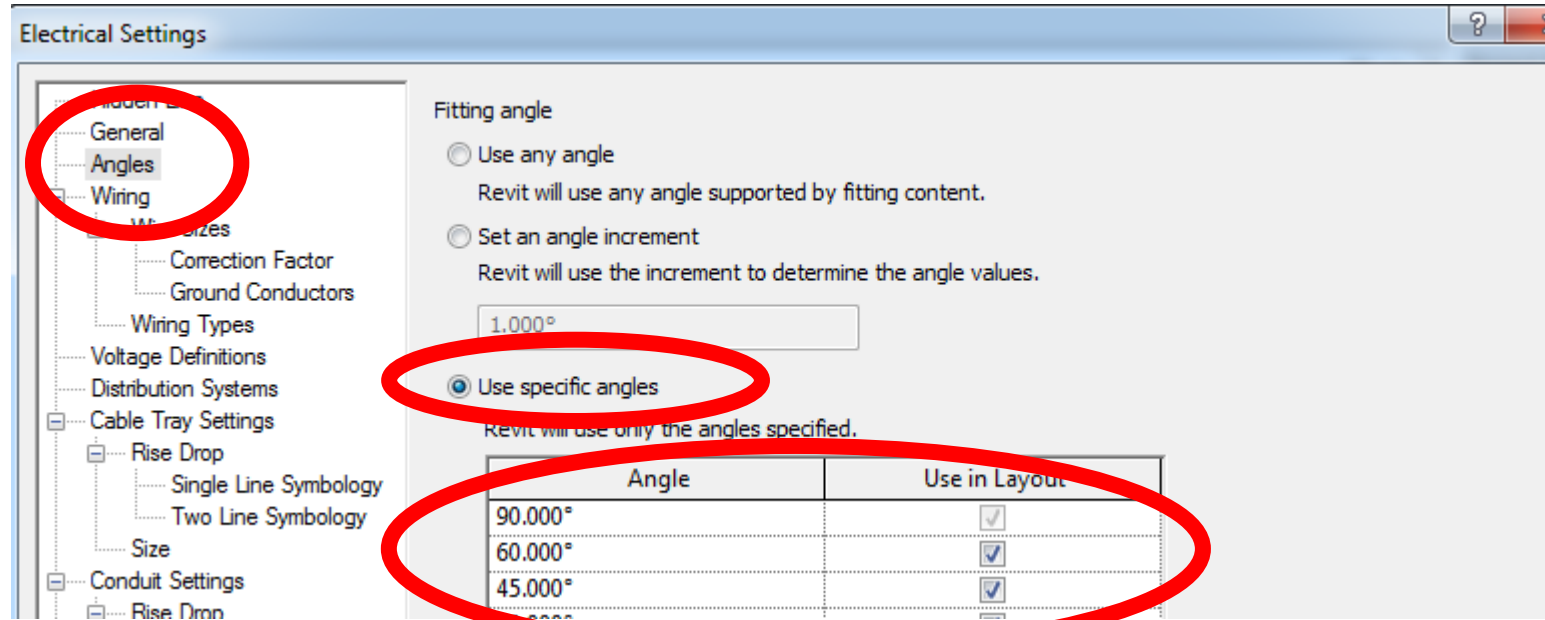 Electrical Settings
General
Angles
Wiring
Sizes
Correction Factor
Ground Conductors
Wiring Types
Voltage Definitions
Distribution Systems
Cable Tray Settings
Rise Drop
Single Line Symbology
Two Line Symbology
Size
Conduit Settings
Rise Drop
Fitting angle
Use any angle
Revit will use any angle supported by fitting content.
Set an angle increment
Revit will use the increment to determine the angle values.
1.000°
Use specific angles
Revit will use only the angles specified.
Angle Use in Layout
90.000°
60.000°
45.000°